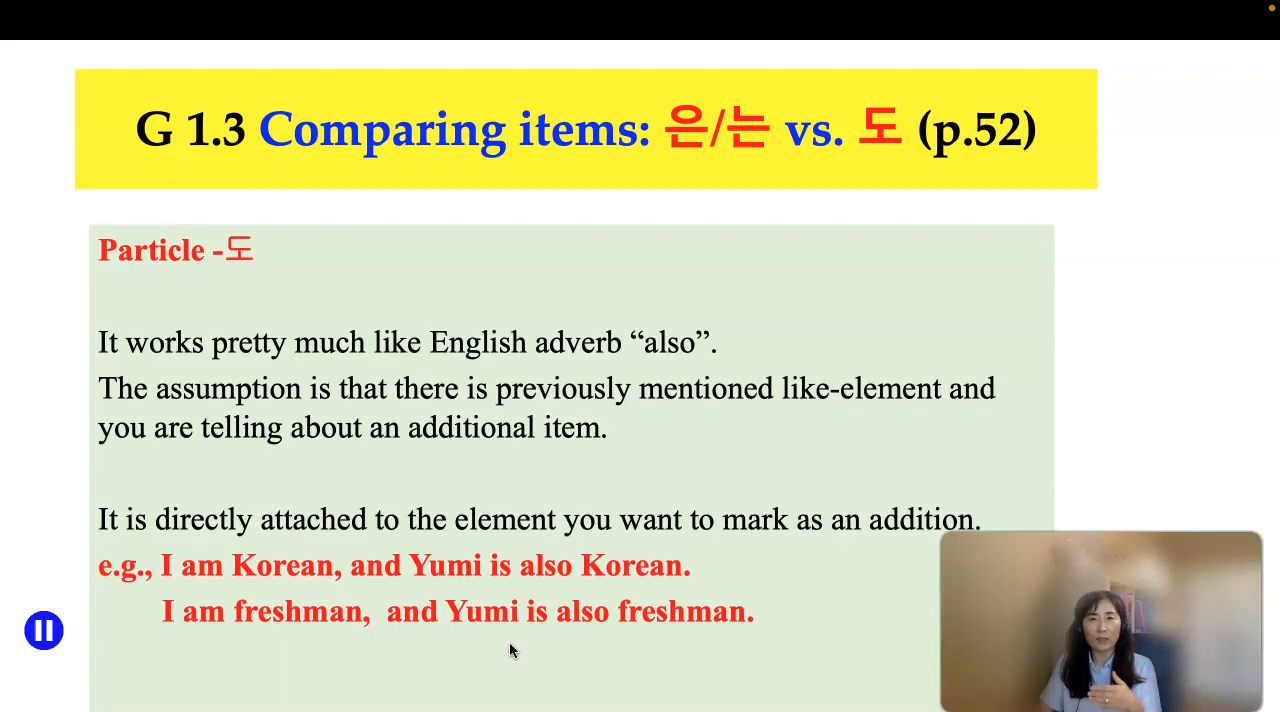 G 1.3 Comparing items: 은/는 vs. 도 (p.52)
Particle -도
It works pretty much like English adverb “also”.
The assumption is that there is previously mentioned like-element and
you are telling about an additional item.
It is directly attached to the element you want to mark as an addition.
e.g., I am Korean, and Yumi is also Korean.
I am freshman,  and Yumi is also freshman.